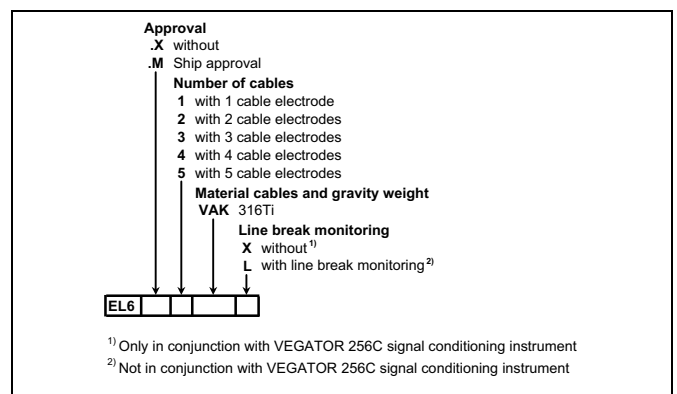 Approval
.X without
.M Ship approval
Number of cables
1 with 1 cable electrode
2 with 2 cable electrodes
3 with 3 cable electrodes
4 with 4 cable electrodes
5 with 5 cable electrodes
Material cables and gravity weight
VAK 316Ti
Line break monitoring
X without 1)
L with line break monitoring 2)
EL6
1) Only in conjunction with VEGATOR 256C signal conditioning instrument
2) Not in conjunction with VEGATOR 256C signal conditioning instrument